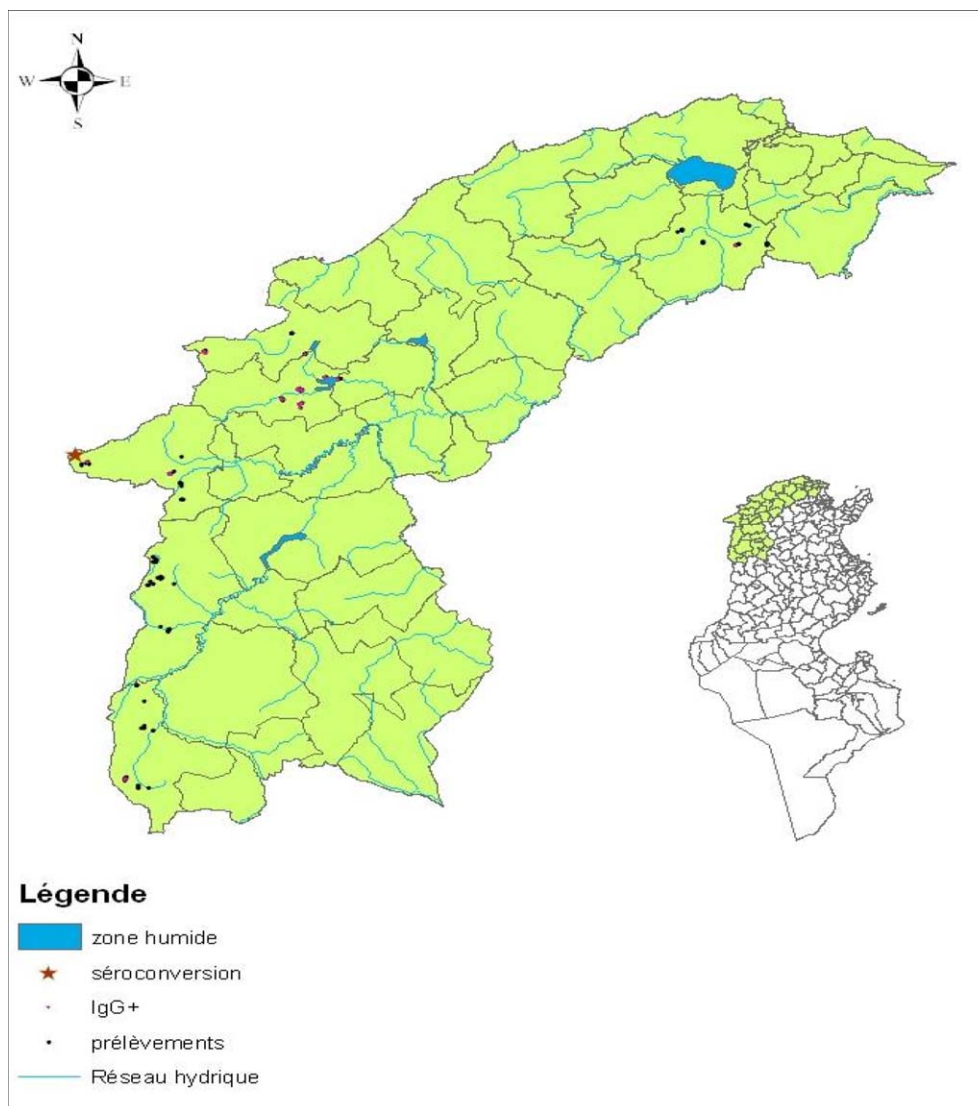 N
W E
S
Légende
zone humide
séroconversion
IgG+
prélèvements
Réseau hydrique